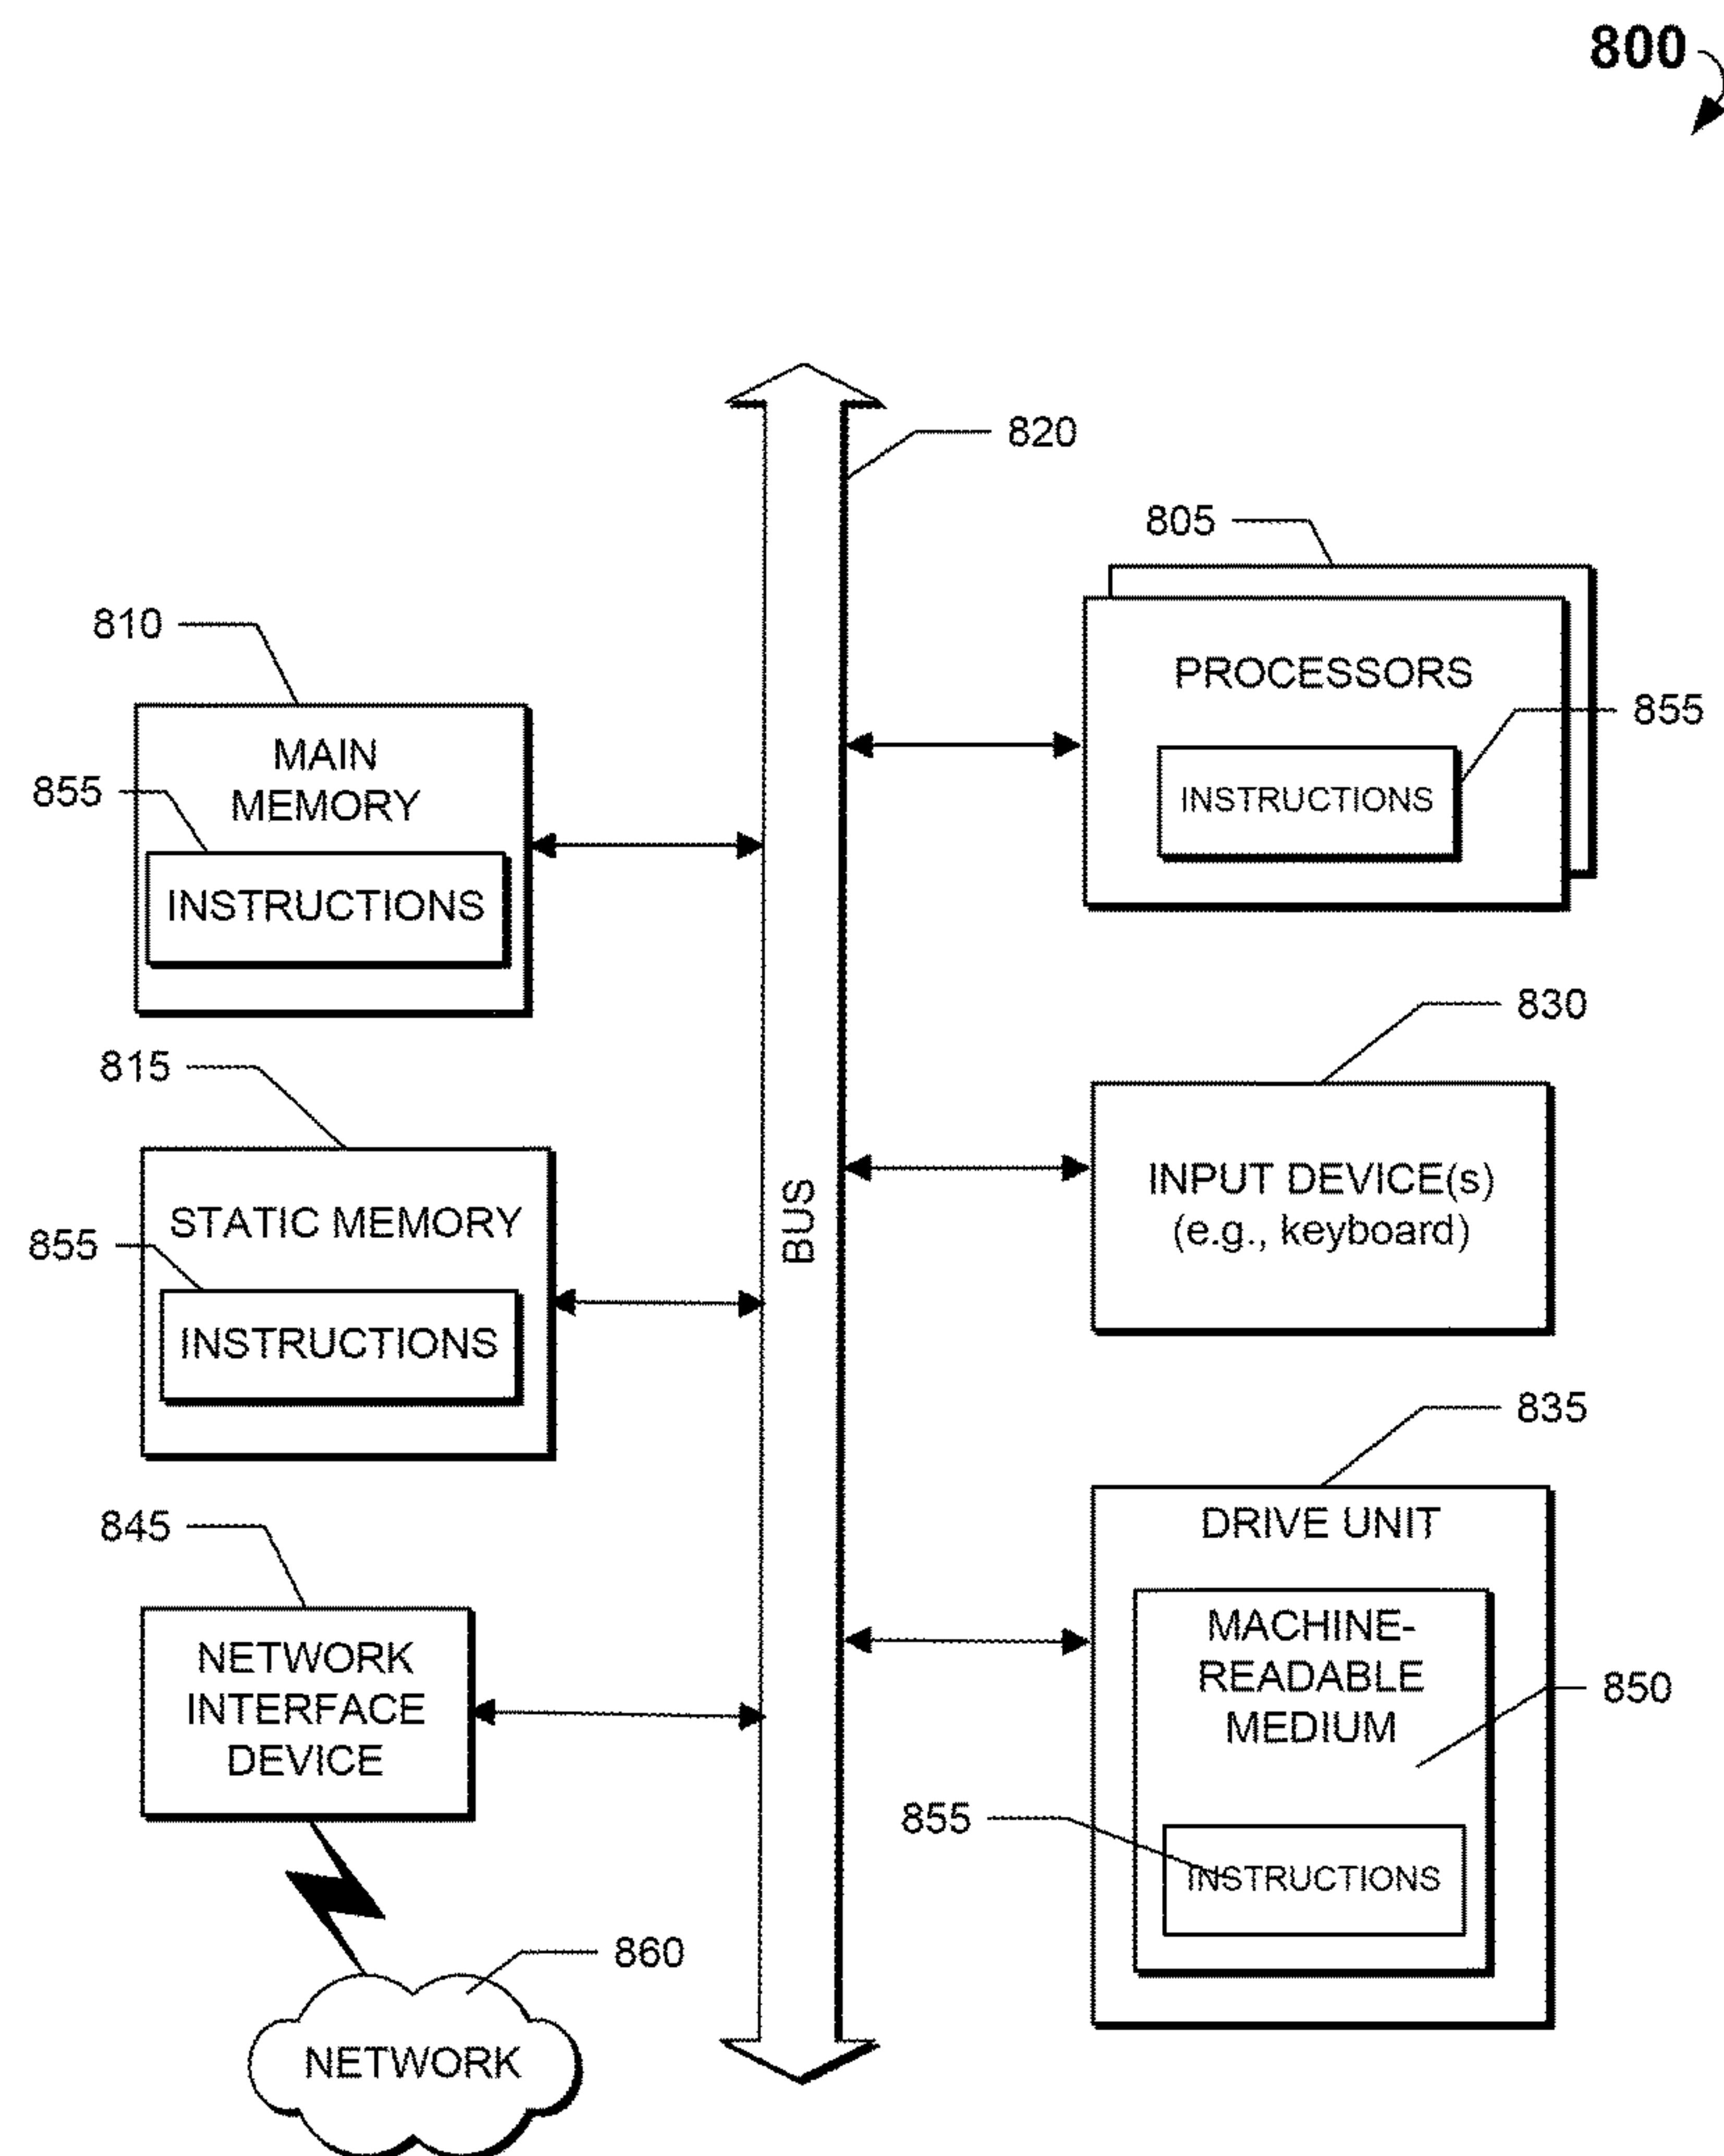 800
820
805
810
PROCESSORS
855
MAIN
MEMORY
855
INSTRUCTIONS
INSTRUCTIONS
830
815
INPUT DEVICE(s)
(e.g., keyboard)
STATIC MEMORY
855
BUS
INSTRUCTIONS
835
845
DRIVE UNIT
NETWORK
INTERFACE
DEVICE
MACHINE-
READABLE
MEDIUM
850
855
INSTRUCTIONS
860
NETWORK